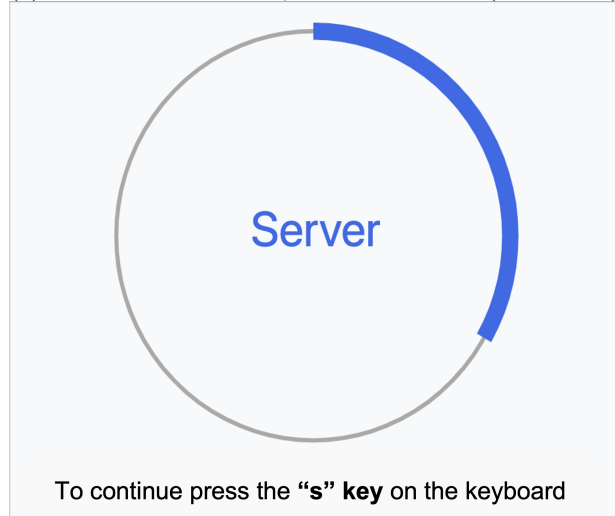 Server
To continue press the “s” key on the keyboard